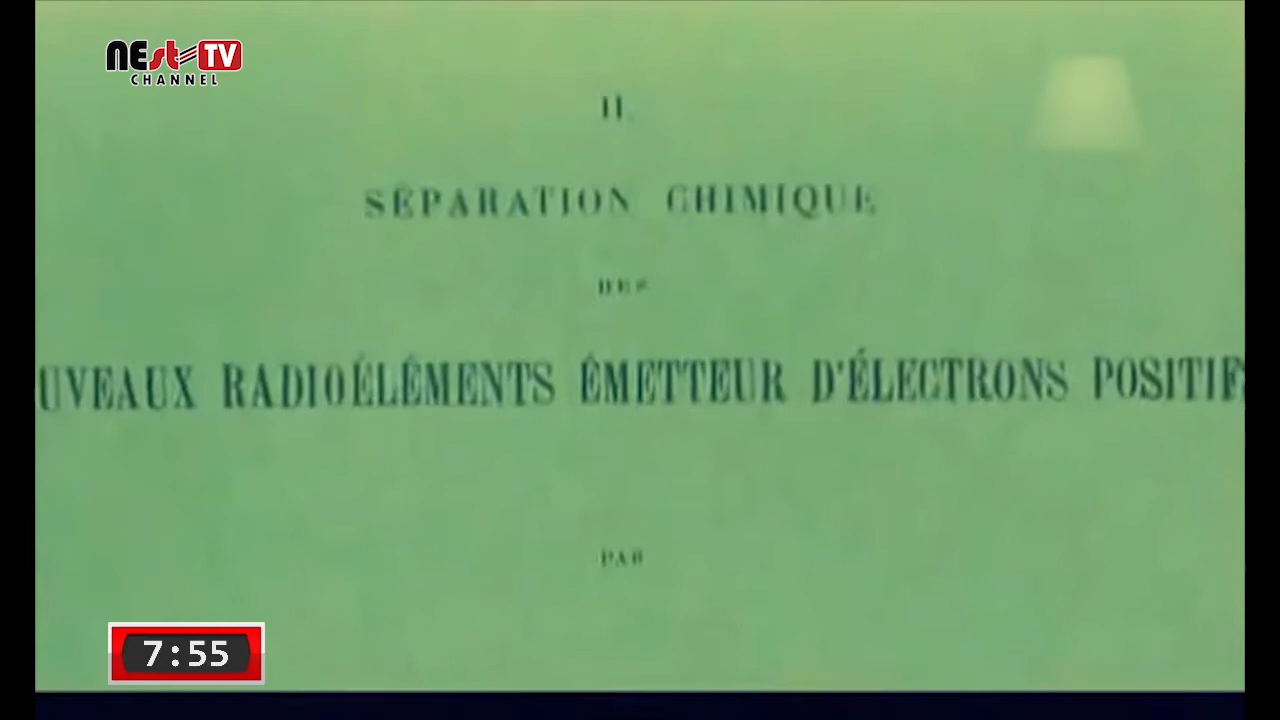 NEst TV
CHANNEL
II.
SÉPARATION CHIMIQUE
DES
UVEAUX RADIOÉLÉMENTS ÉMETTEUR D'ÉLECTRONS POSITIF
PAR
7:55